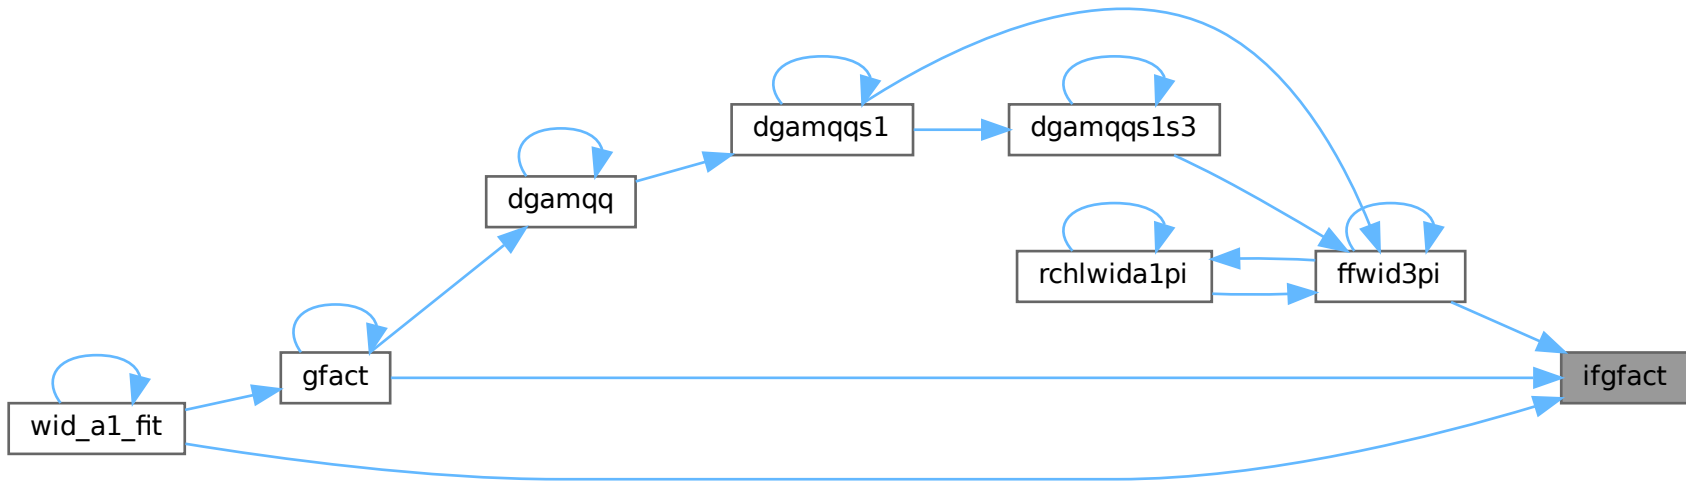 dgamqqs1
dgamqqs1s3
dgamqq
rchlwida1pi
ffwid3pi
gfact
ifgfact
wid_a1_fit